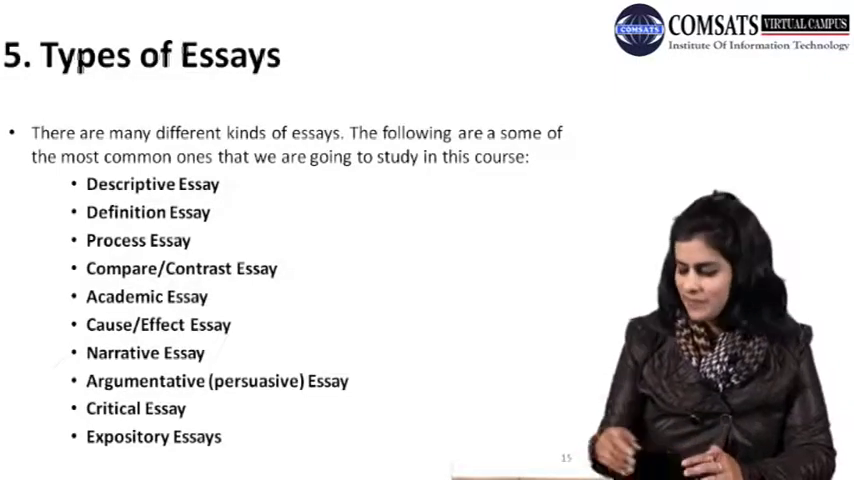 COMSATS VIRTUAL CAMPUS
COMSATS
Institute Of Information Technology
5. Types of Essays
• There are many different kinds of essays. The following are a some of
the most common ones that we are going to study in this course:
• Descriptive Essay
• Definition Essay
• Process Essay
• Compare/Contrast Essay
• Academic Essay
• Cause/Effect Essay
• Narrative Essay
• Argumentative (persuasive) Essay
• Critical Essay
• Expository Essays
15